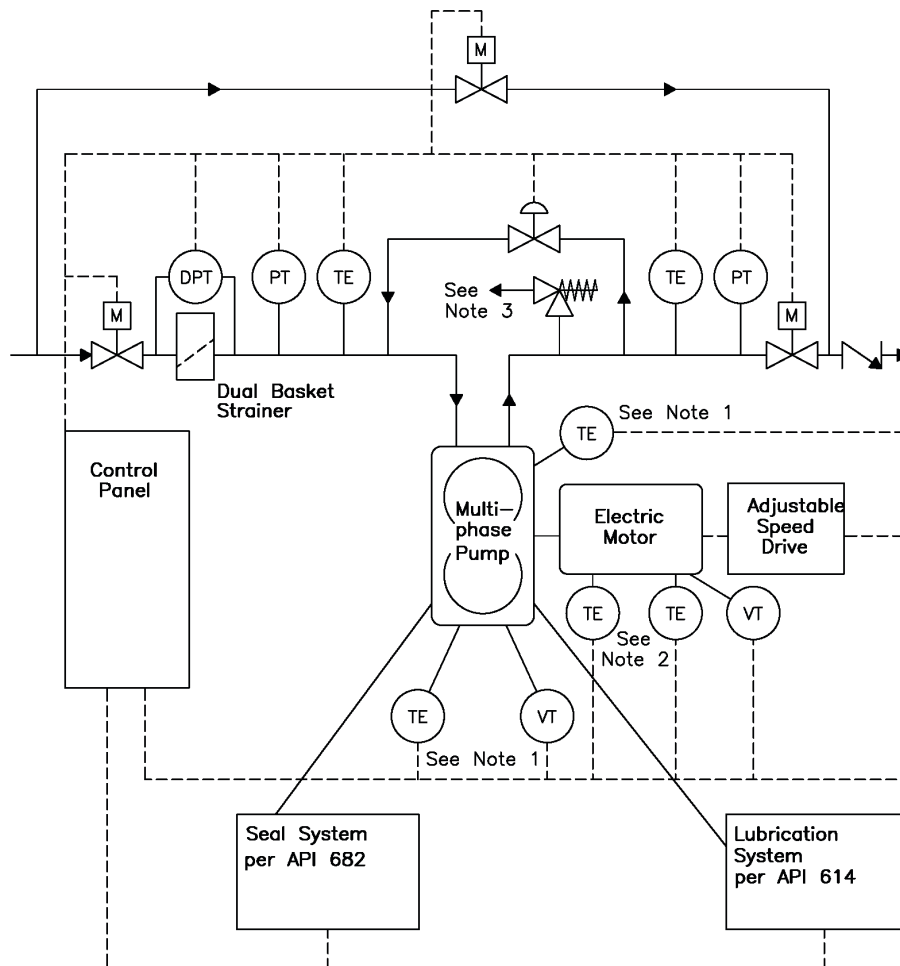 M
DPT
PT
TE
TE
PT
See
Note 3
M
M
Dual Basket
Strainer
See Note 1
TE
Control
Panel
Multi-
phase
Pump
Electric
Motor
Adjustable
Speed
Drive
TE
TE
VT
See
Note 2
TE
VT
See Note 1
Seal System
per API 682
Lubrication
System
per API 614